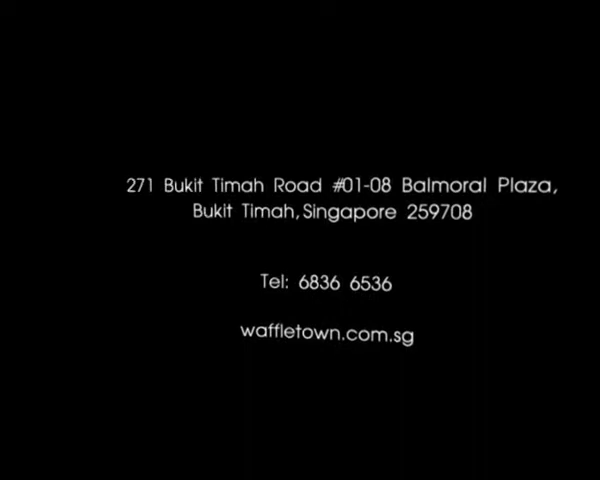 271 Bukit Timah Road #01-08 Balmoral Plaza,
Bukit Timah, Singapore 259708
Tel: 6836 6536
waffletown.com.sg